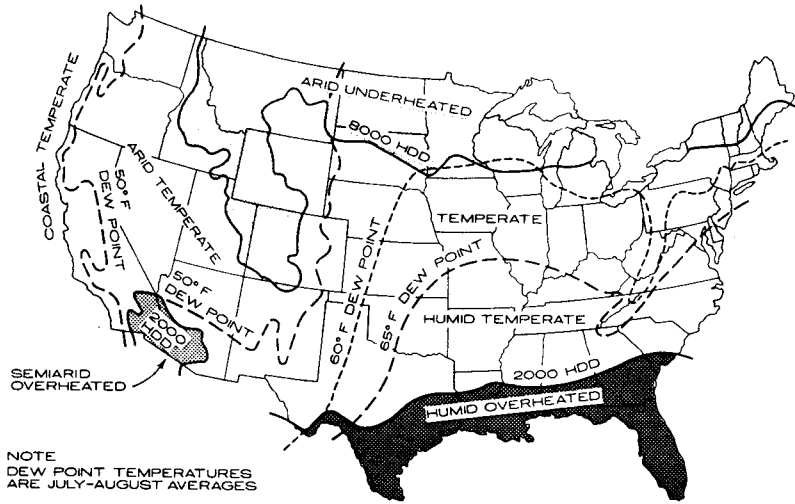 ARID UNDERHEATED
8000 HDD
COASTAL TEMPERATE
50° F
DEW POINT
ARID TEMPERATE
TEMPERATE
50° F
DEW POINT
60° F DEW POINT
65° F DEW POINT
HUMID TEMPERATE
2000
HDD
2000 HDD
SEMIARID
OVERHEATED
HUMID OVERHEATED
NOTE
DEW POINT TEMPERATURES
ARE JULY-AUGUST AVERAGES